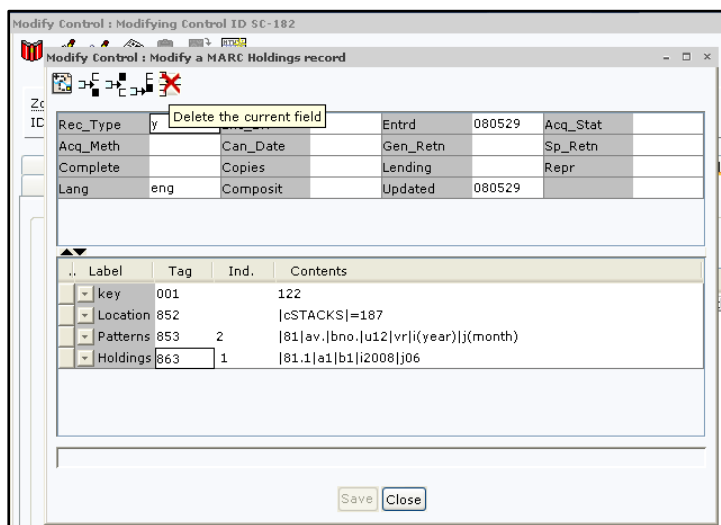 Modify Control : Modifying Control ID SC-182
Modify Control : Modify a MARC Holdings record
Delete the current field
Rec_Type y Entrd 080529 Acq_Stat
Acq_Meth Can_Date Gen_Retn Sp_Retn
Complete Copies Lending Repr
Lang eng Composit Updated 080529
.. Label Tag Ind. Contents
key 001 122
Location 852 |cSTACKS|=187
Patterns 853 2 |81|av.|bno.|u12|vr|i(year)|j(month)
Holdings 863 1 |81.1|a1|b1|i2008|j06
Save Close